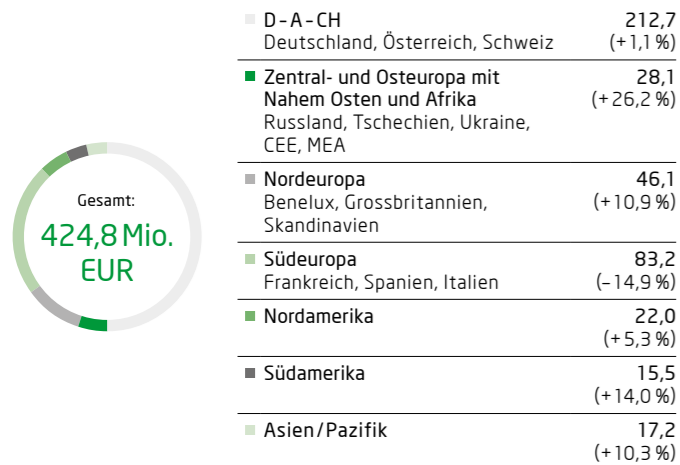 Gesamt:
424,8 Mio.
EUR
D-A-CH 212,7
Deutschland, Österreich, Schweiz (+1,1 %)
Zentral- und Osteuropa mit 28,1
Nahem Osten und Afrika (+26,2 %)
Russland, Tschechien, Ukraine,
CEE, MEA
Nordeuropa 46,1
Benelux, Grossbritannien, (+10,9 %)
Skandinavien
Südeuropa 83,2
Frankreich, Spanien, Italien (–14,9 %)
Nordamerika 22,0
(+5,3 %)
Südamerika 15,5
(+14,0 %)
Asien/Pazifik 17,2
(+10,3 %)